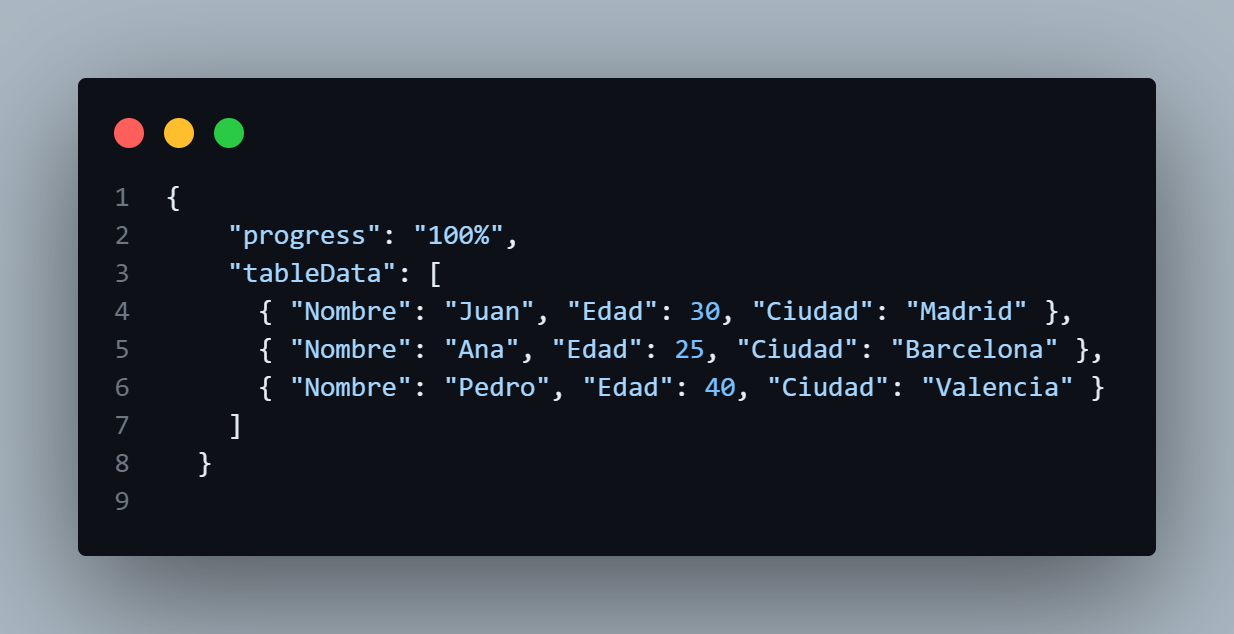 1 {
2     "progress": "100%",
3     "tableData": [
4       { "Nombre": "Juan", "Edad": 30, "Ciudad": "Madrid" },
5       { "Nombre": "Ana", "Edad": 25, "Ciudad": "Barcelona" },
6       { "Nombre": "Pedro", "Edad": 40, "Ciudad": "Valencia" }
7     ]
8   }
9